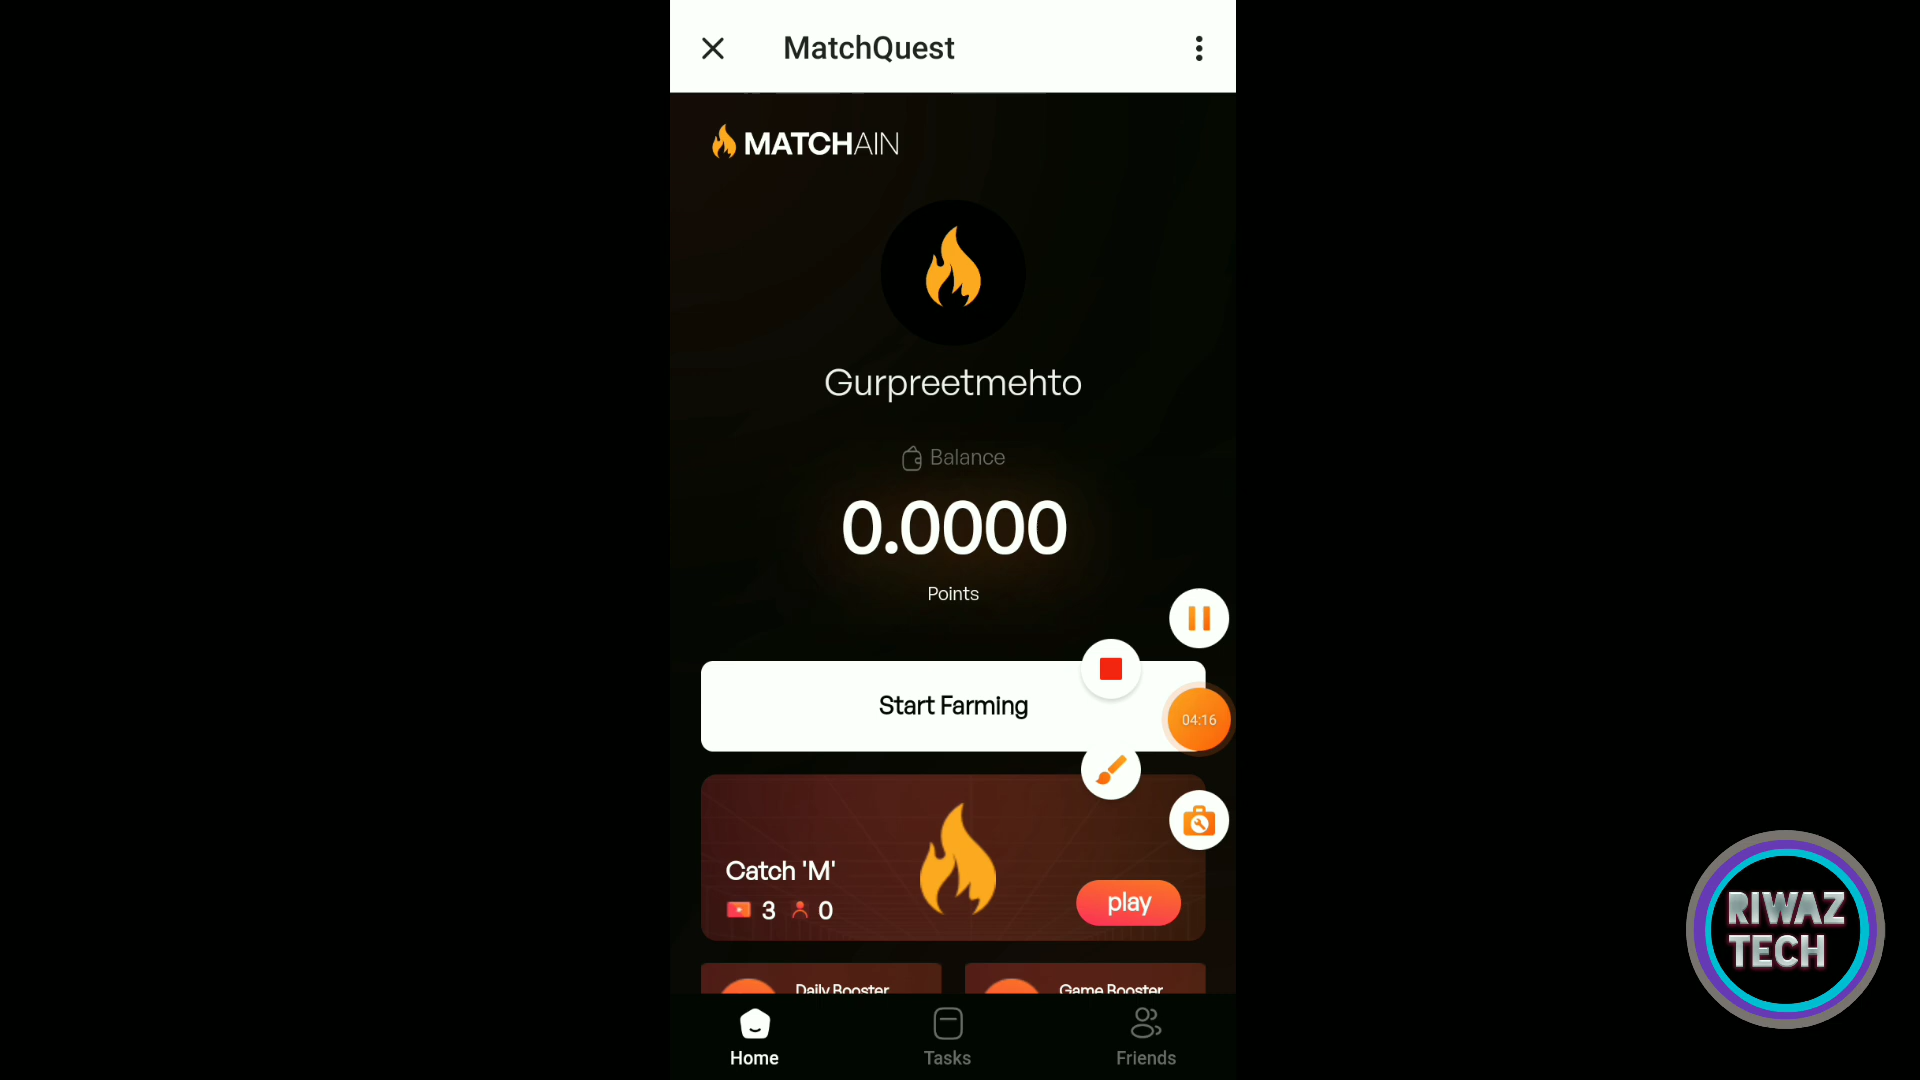 MatchQuest
MATCHAIN
Gurpreetmehto
Balance
0.0000
Points
Start Farming
04:16
Catch 'M'
3 0
play
Daily Booster
Game Booster
Home
Tasks
Friends
RIWAZ
TECH